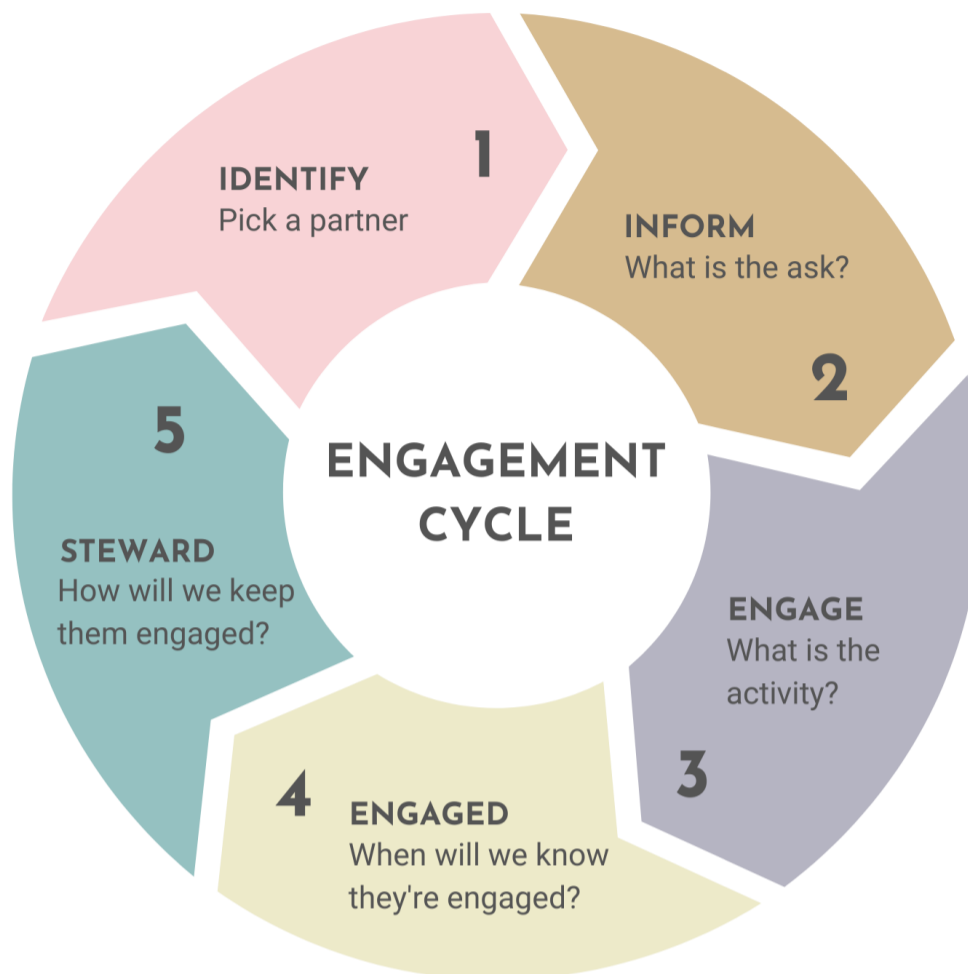 1
IDENTIFY
Pick a partner
INFORM
What is the ask?
2
ENGAGEMENT
CYCLE
ENGAGE
What is the
activity?
3
4
ENGAGED
When will we know
they're engaged?
5
STEWARD
How will we keep
them engaged?